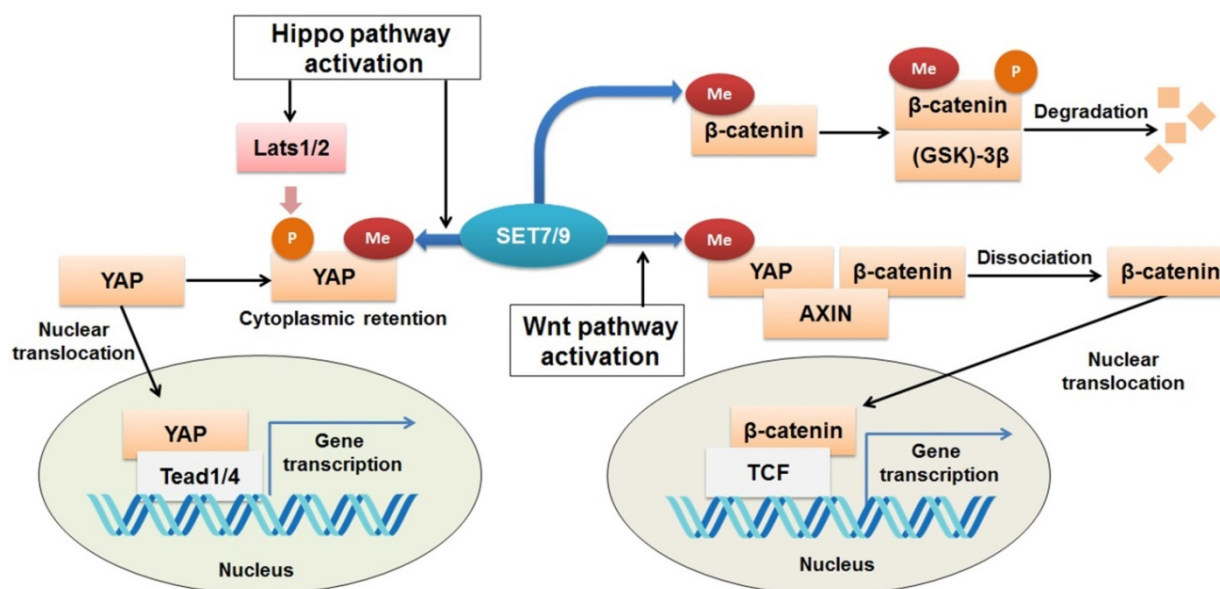 Hippo pathway
activation
Lats1/2
P
Me
YAP
YAP
Cytoplasmic retention
Nuclear
translocation
YAP
Tead1/4
Gene
transcription
Nucleus
SET7/9
Me
β-catenin
Me
P
β-catenin
(GSK)-3β
Degradation
Me
YAP
β-catenin
AXIN
Dissociation
β-catenin
Wnt pathway
activation
Nuclear
translocation
β-catenin
TCF
Gene
transcription
Nucleus